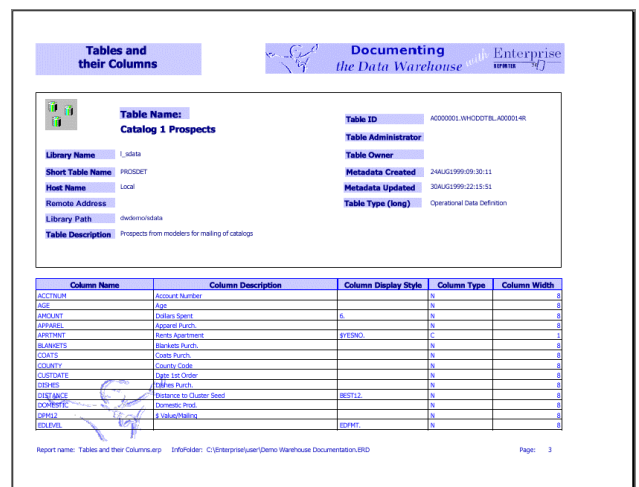 Tables and
their Columns
Documenting
the Data Warehouse with Enterprise
REPORTER
Table Name:
Catalog 1 Prospects
Table ID A0000001.WHODDTBL.A000014R
Table Administrator
Library Name l_sdata
Table Owner
Short Table Name PROSDET
Metadata Created 24AUG1999:09:30:11
Host Name Local
Metadata Updated 30AUG1999:22:15:51
Remote Address
Table Type (long) Operational Data Definition
Library Path dwdemo/sdata
Table Description Prospects from modelers for mailing of catalogs
Column Name Column Description Column Display Style Column Type Column Width
ACCTNUM Account Number N 8
AGE Age N 8
AMOUNT Dollars Spent 6. N 8
APPAREL Apparel Purch. N 8
APRTMNT Rents Apartment $YESNO. C 1
BLANKETS Blankets Purch. N 8
COATS Coats Purch. N 8
COUNTY County Code N 8
CUSTDATE Date 1st Order N 8
DISHES Dishes Purch. N 8
DISTANCE Distance to Cluster Seed BEST12. N 8
DOMESTIC Domestic Prod. N 8
DPM12 $ Value/Mailing N 8
EDLEVEL EDFMT. N 8
Report name: Tables and their Columns.erp InfoFolder: C:\Enterprise\user\Demo Warehouse Documentation.ERD Page: 3